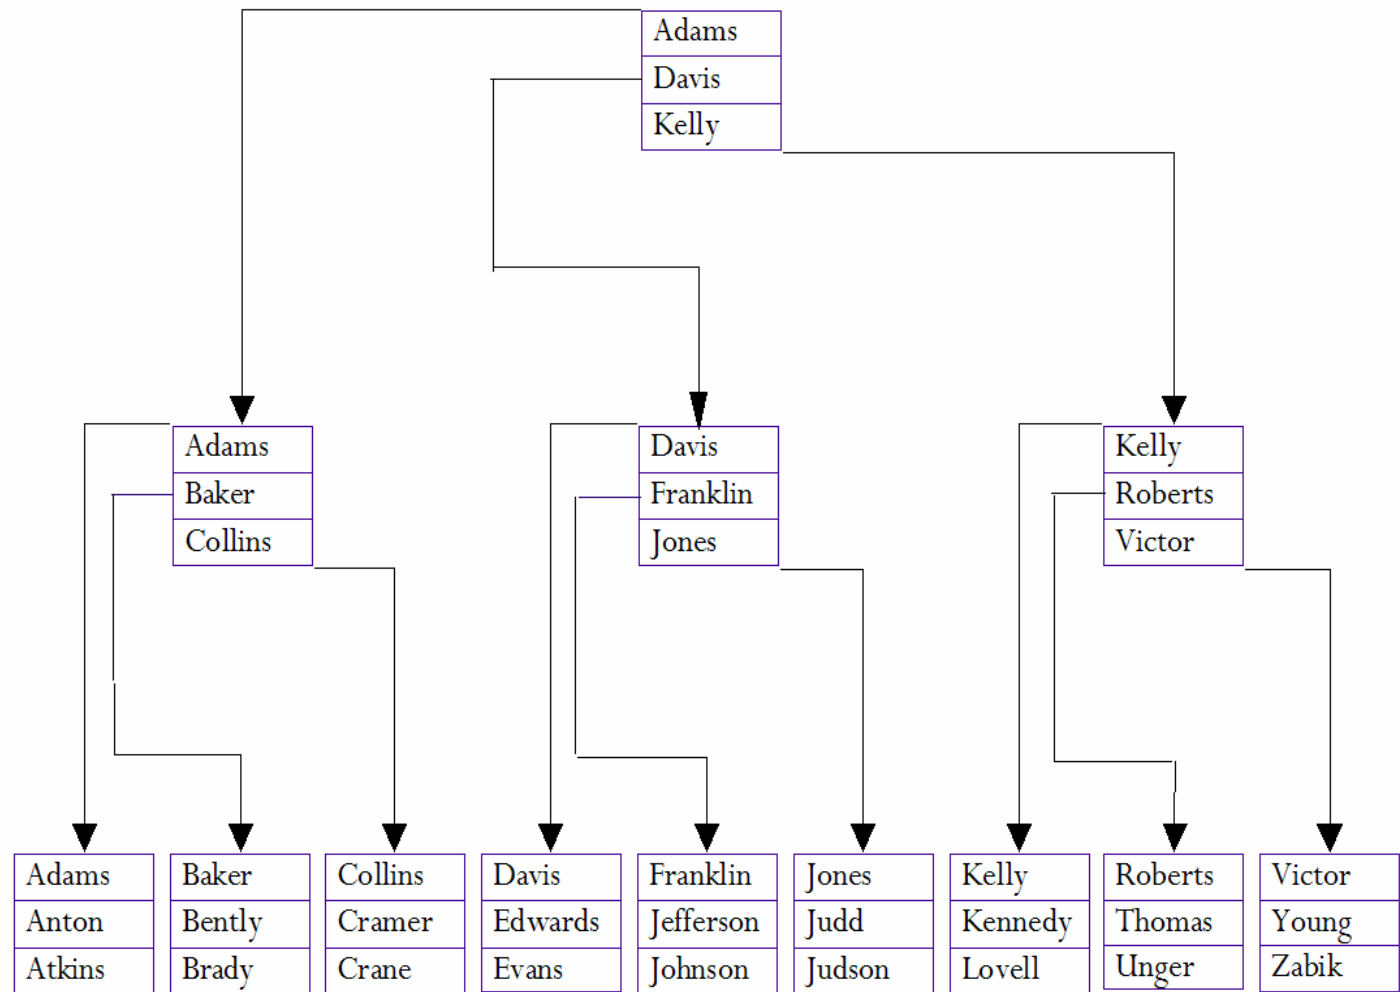 Adams
Davis
Kelly
Adams
Baker
Collins
Davis
Franklin
Jones
Kelly
Roberts
Victor
Adams
Anton
Atkins
Baker
Bently
Brady
Collins
Cramer
Crane
Davis
Edwards
Evans
Franklin
Jefferson
Johnson
Jones
Judd
Judson
Kelly
Kennedy
Lovell
Roberts
Thomas
Unger
Victor
Young
Zabik